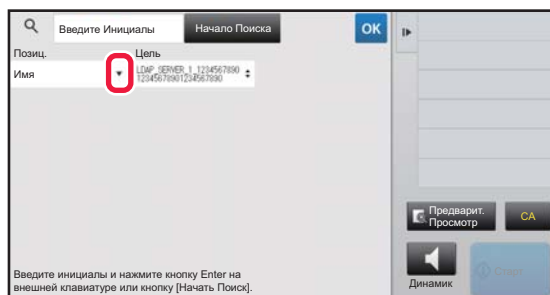 Введите Инициалы
Начало Поиска
OK
Позиц.
Цель
Имя
LDAP_SERVER_1_1234567890
12345678901234567890
Предварит.
Просмотр
CA
Динамик
Старт
Введите инициалы и нажмите кнопку Enter на
внешней клавиатуре или кнопку [Начать Поиск].